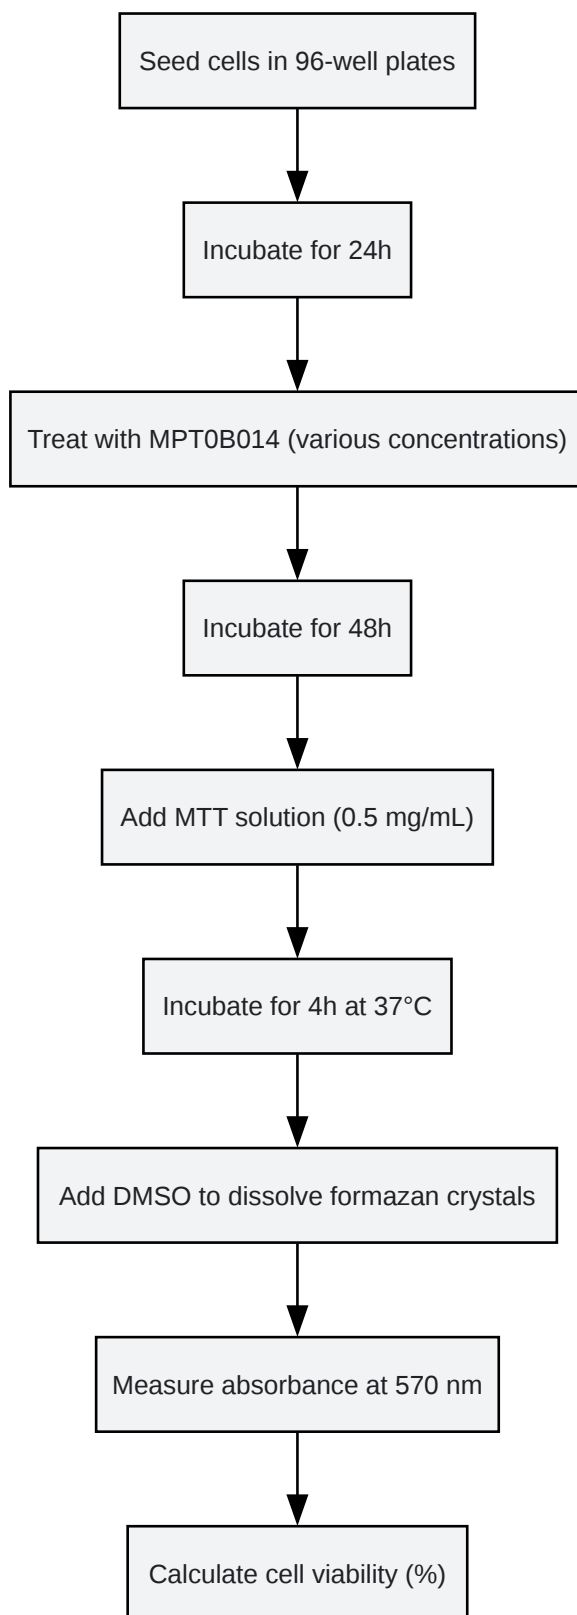 Seed cells in 96-well plates
Incubate for 24h
Treat with MPT0B014 (various concentrations)
Incubate for 48h
Add MTT solution (0.5 mg/mL)
Incubate for 4h at 37°C
Add DMSO to dissolve formazan crystals
Measure absorbance at 570 nm
Calculate cell viability (%)